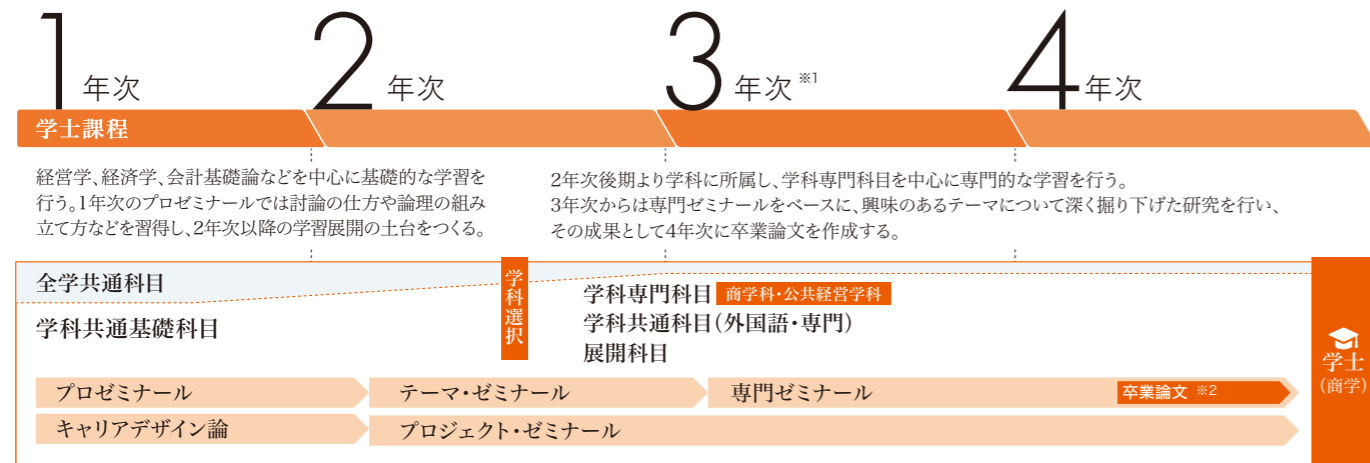 1年次
2年次
3年次※1
4年次
学士課程
経営学、経済学、会計基礎論などを中心に基礎的な学習を
行う。1年次のプロゼミナールでは討論の仕方や論理の組み
立て方などを習得し、2年次以降の学習展開の土台をつくる。
2年次後期より学科に所属し、学科専門科目を中心に専門的な学習を行う。
3年次からは専門ゼミナールをベースに、興味のあるテーマについて深く掘り下げた研究を行い、
その成果として4年次に卒業論文を作成する。
全学共通科目
学科共通基礎科目
学科選択
学科専門科目 商学科・公共経営学科
学科共通科目(外国語・専門)
展開科目
プロゼミナール
テーマ・ゼミナール
専門ゼミナール
卒業論文 ※2
キャリアデザイン論
プロジェクト・ゼミナール
学士
(商学)